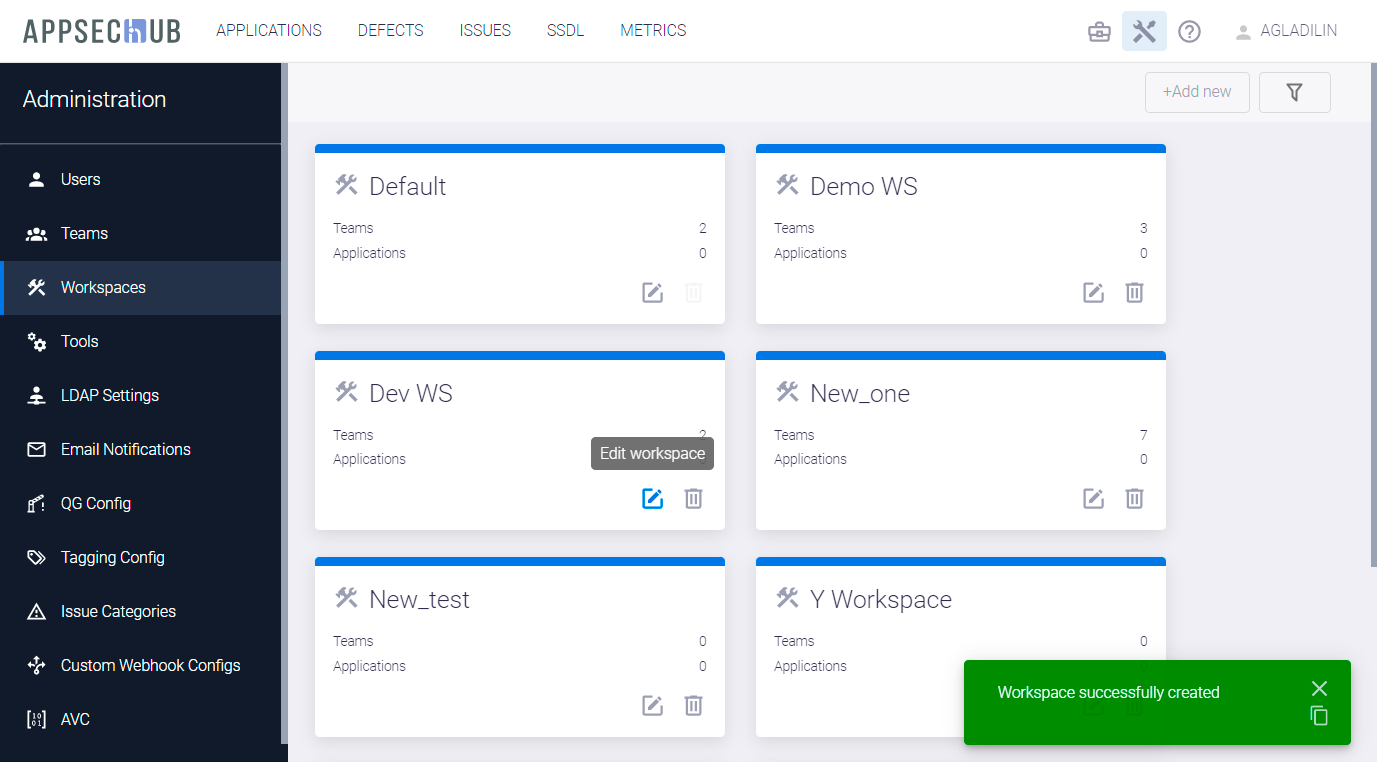 APPSECHUB APPLICATIONS DEFECTS ISSUES SSDL METRICS AGLADILIN
Administration
+Add new
Users
Teams
Workspaces
Tools
LDAP Settings
Email Notifications
QG Config
Tagging Config
Issue Categories
Custom Webhook Configs
AVC
Default
Teams 2
Applications 0
Demo WS
Teams 3
Applications 0
Dev WS
Teams 2
Applications
Edit workspace
New_one
Teams 7
Applications 0
New_test
Teams 0
Applications 0
Y Workspace
Teams 0
Applications
Workspace successfully created